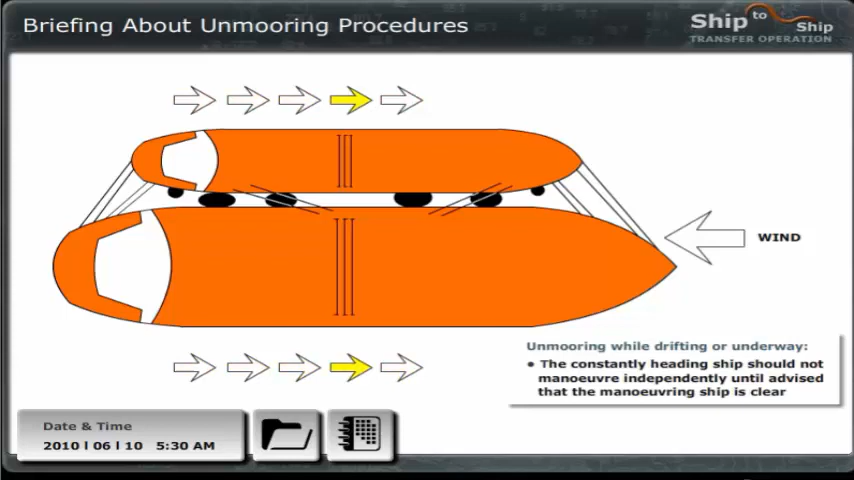 Briefing About Unmooring Procedures
Ship to Ship
TRANSFER OPERATION
WIND
Unmooring while drifting or underway:
• The constantly heading ship should not
manoeuvre independently until advised
that the manoeuvring ship is clear
Date & Time
2010 | 06 | 10 5:30 AM